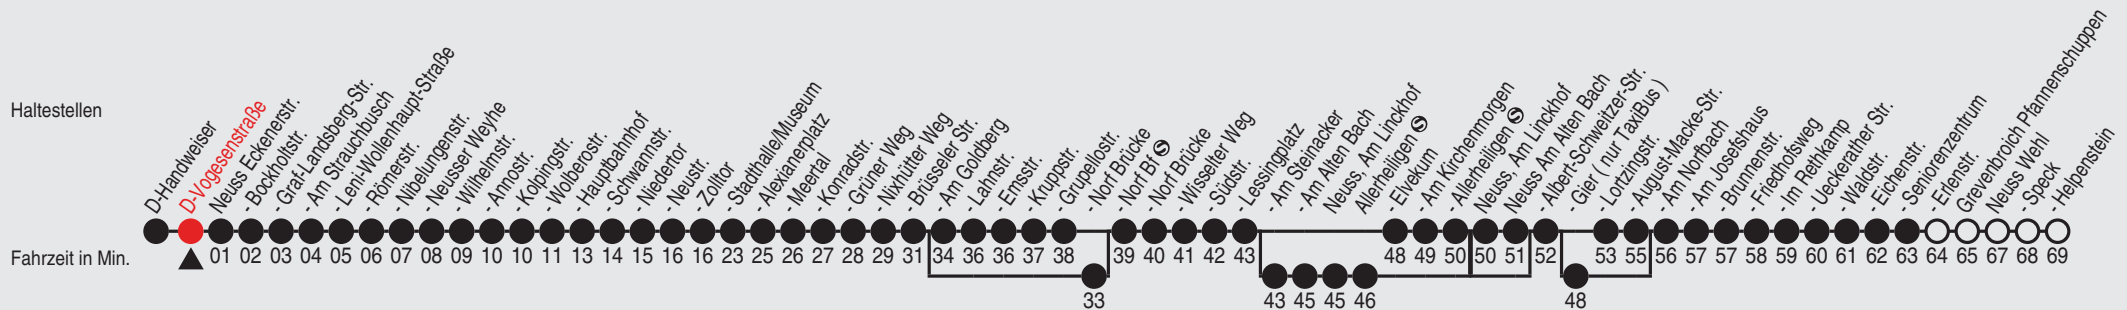 Haltestellen
D-Handweiser
D-Vogesenstraße
Neuss Eckenerstr.
- Bockholtstr.
- Graf-Landsberg-Str.
- Am Strauchbusch
- Leni-Wollenhaupt-Straße
- Römerstr.
- Nibelungenstr.
- Neusser Weyhe
- Wilhelmstr.
- Annostr.
- Kolpingstr.
- Wolberostr.
- Hauptbahnhof
- Schwannstr.
- Niedertor
- Neustr.
- Zolltor
- Stadthalle/Museum
- Alexianerplatz
- Meertal
- Konradstr.
- Grüner Weg
- Nixhütter Weg
- Brüsseler Str.
- Am Goldberg
- Lahnstr.
- Emsstr.
- Kruppstr.
- Grupellostr.
- Norf Brücke
- Norf Bf S
- Norf Brücke
- Wisselter Weg
- Südstr.
- Lessingplatz
- Am Steinacker
- Am Alten Bach
Neuss, Am Linckhof
Allerheiligen S
- Elvekum
- Am Kirchenmorgen
- Allerheiligen S
Neuss, Am Linckhof
Neuss Am Alten Bach
- Albert-Schweitzer-Str.
- Gier ( nur TaxiBus )
- Lortzingstr.
- August-Macke-Str.
- Am Norfbach
- Am Josefshaus
- Brunnenstr.
- Friedhofsweg
- Im Rethkamp
- Ueckerather Str.
- Waldstr.
- Eichenstr.
- Seniorenzentrum
- Erlenstr.
Grevenbroich Pfannenschuppen
Neuss Wehl
- Speck
- Helpenstein
Fahrzeit in Min.
01 02 03 04 05 06 07 08 09 10 10 11 13 14 15 16 16 23 25 26 27 28 29 31 34 36 36 37 38 39 40 41 42 43 48 49 50 50 51 52 53 55 56 57 57 58 59 60 61 62 63 64 65 67 68 69
33 43 45 45 46 48